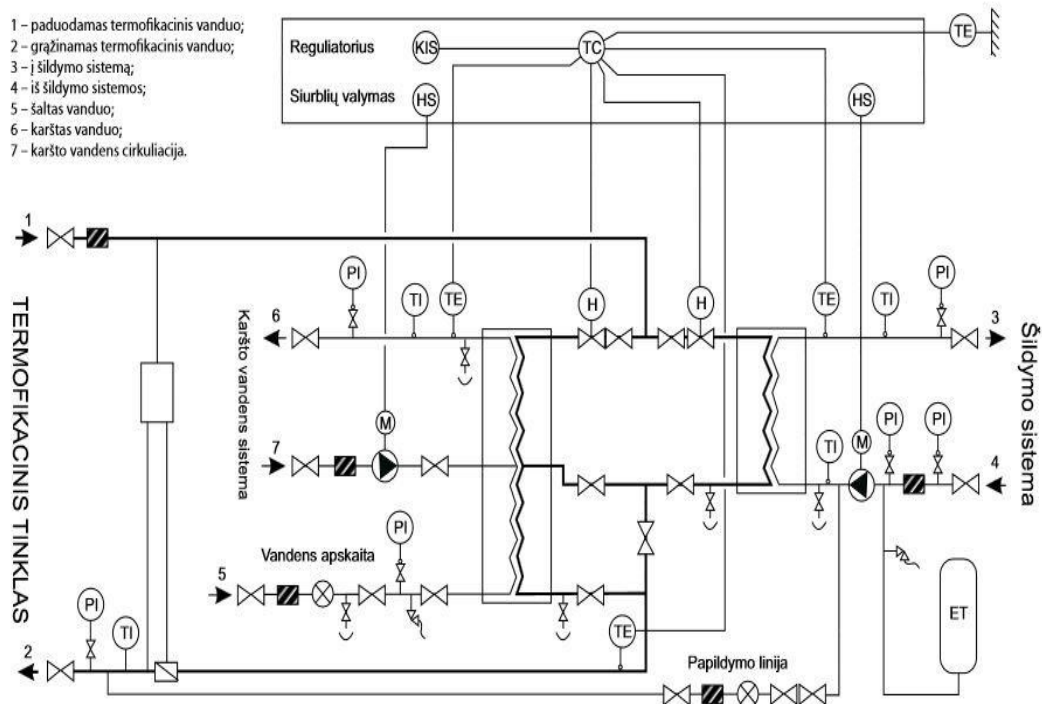 1 – paduodamas termofikacinis vanduo;
2 – grąžinamas termofikacinis vanduo;
3 – į šildymo sistemą;
4 – iš šildymo sistemos;
5 – šaltas vanduo;
6 – karštas vanduo;
7 – karšto vandens cirkuliacija.
Reguliatorius
KIS
TC
TE
Siurblių valymas
HS
HS
1
TERMOFIKACINIS TINKLAS
Karšto vandens sistema
Šildymo sistema
6
PI
TI
TE
H
H
TE
TI
PI
3
7
M
TI
M
PI
PI
4
Vandens apskaita
PI
5
PI
TI
2
TE
Papildymo linija
ET